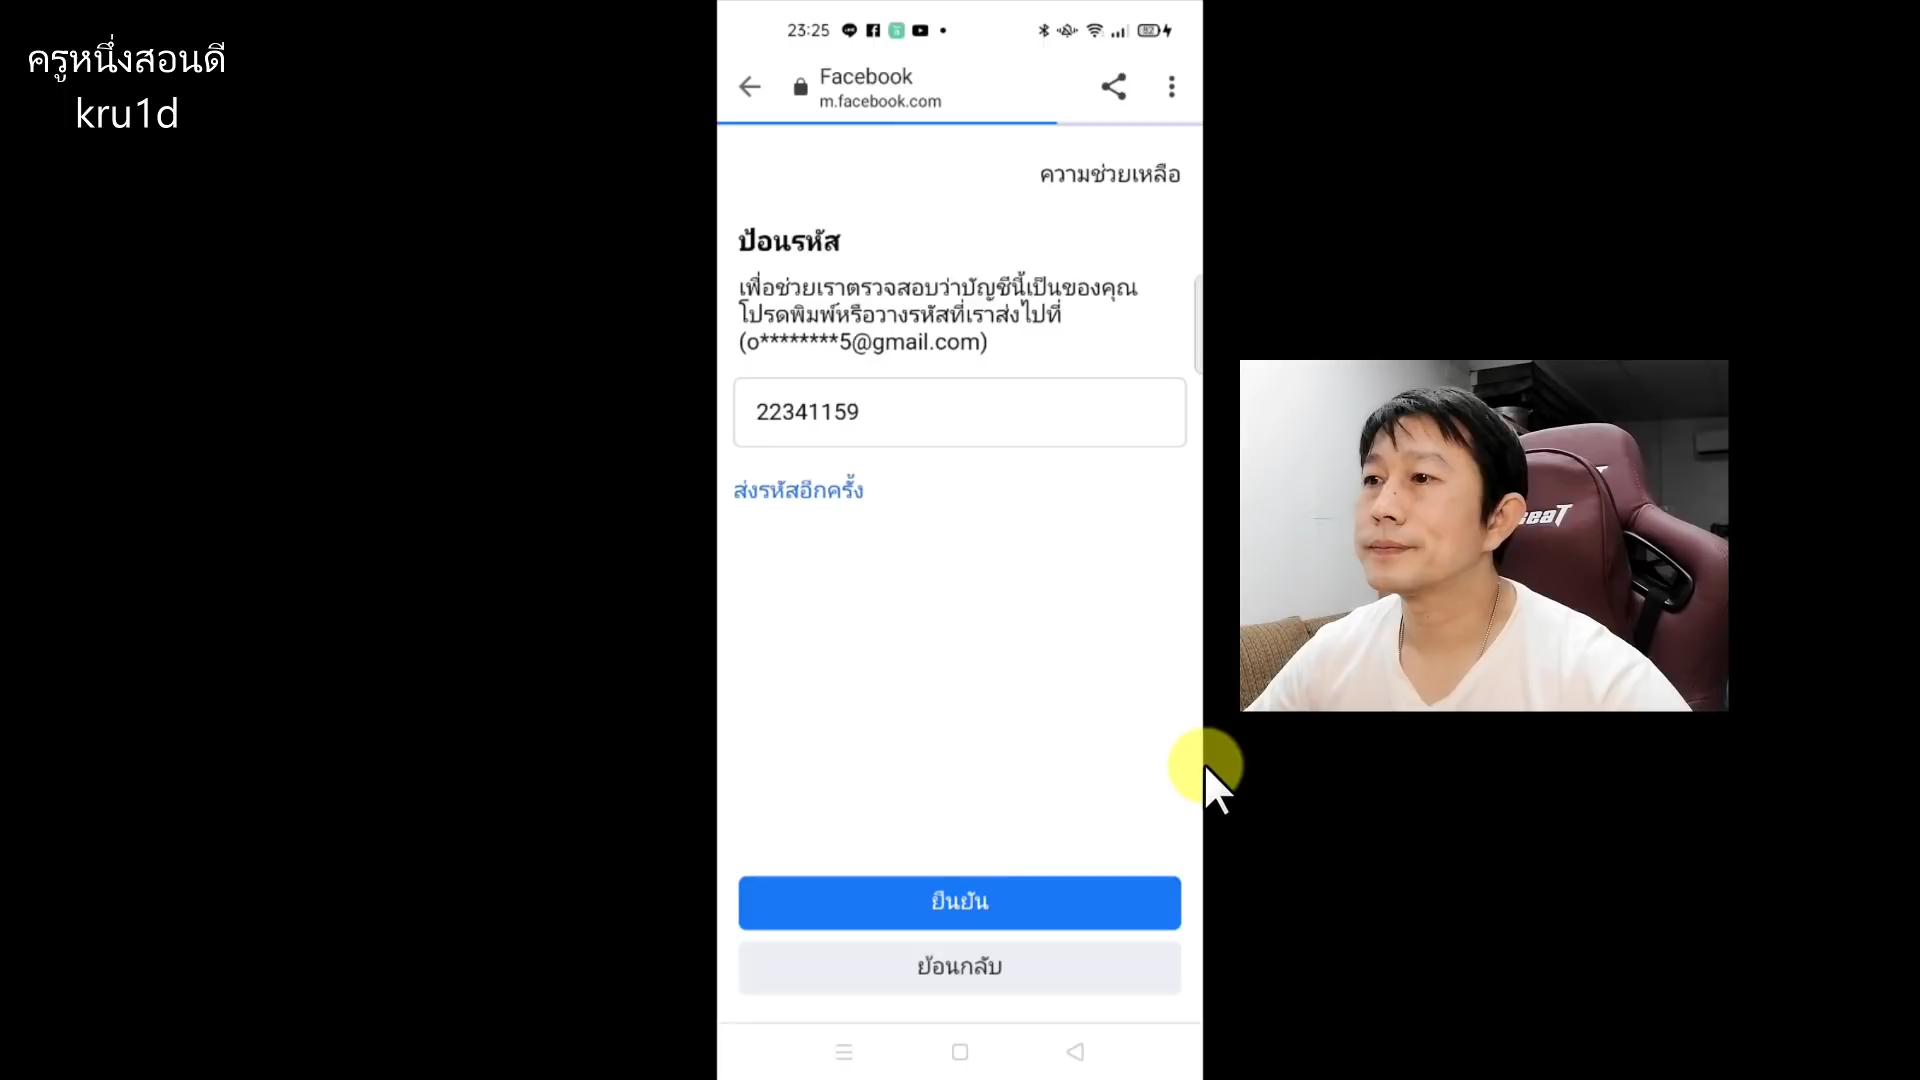 ครูหนึ่งสอนดี
kru1d
23:25
82
Facebook
m.facebook.com
ความช่วยเหลือ
ป้อนรหัส
เพื่อช่วยเราตรวจสอบว่าบัญชีนี้เป็นของคุณ
โปรดพิมพ์หรือวางรหัสที่เราส่งไปที่
(o********5@gmail.com)
22341159
ส่งรหัสอีกครั้ง
ยืนยัน
ย้อนกลับ